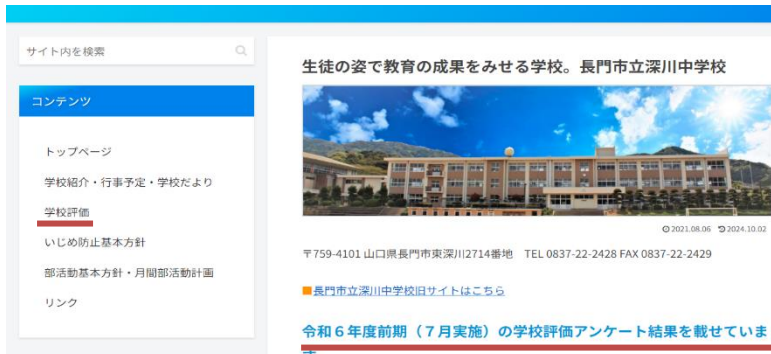 サイト内を検索
コンテンツ
トップページ
学校紹介・行事予定・学校だより
学校評価
いじめ防止基本方針
部活動基本方針・月間部活動計画
リンク
生徒の姿で教育の成果をみせる学校。長門市立深川中学校
2021.08.06 2024.10.02
〒759-4101 山口県長門市東深川2714番地 TEL 0837-22-2428 FAX 0837-22-2429
■長門市立深川中学校旧サイトはこちら
令和６年度前期（７月実施）の学校評価アンケート結果を載せていま